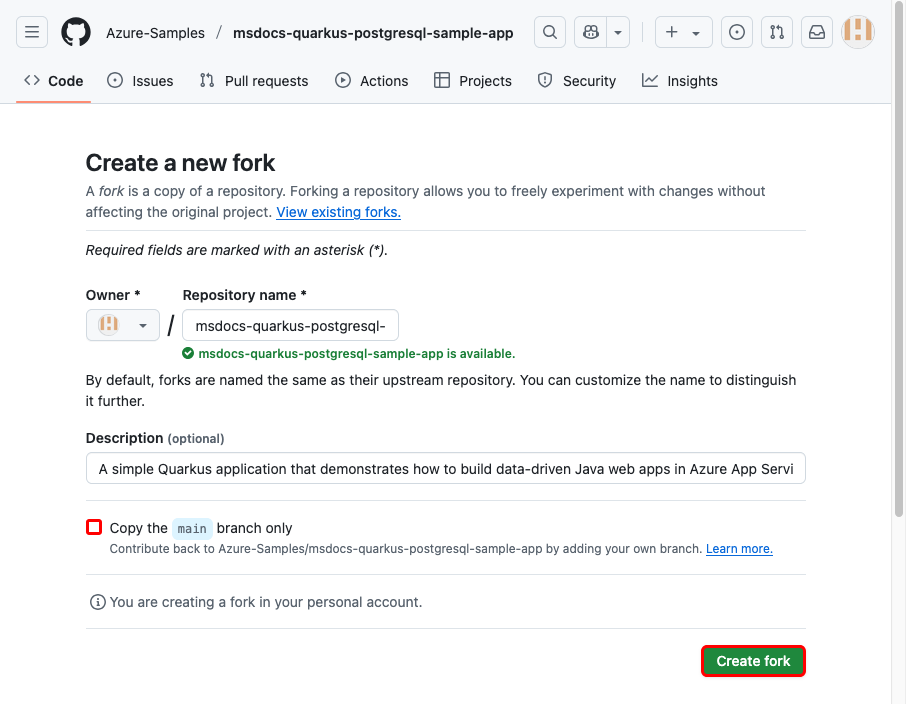 Azure-Samples / msdocs-quarkus-postgresql-sample-app
Code Issues Pull requests Actions Projects Security Insights
Create a new fork
A fork is a copy of a repository. Forking a repository allows you to freely experiment with changes without
affecting the original project. View existing forks.
Required fields are marked with an asterisk (*).
Owner * Repository name *
/ msdocs-quarkus-postgresql-
msdocs-quarkus-postgresql-sample-app is available.
By default, forks are named the same as their upstream repository. You can customize the name to distinguish
it further.
Description (optional)
A simple Quarkus application that demonstrates how to build data-driven Java web apps in Azure App Servi
Copy the main branch only
Contribute back to Azure-Samples/msdocs-quarkus-postgresql-sample-app by adding your own branch. Learn more.
You are creating a fork in your personal account.
Create fork